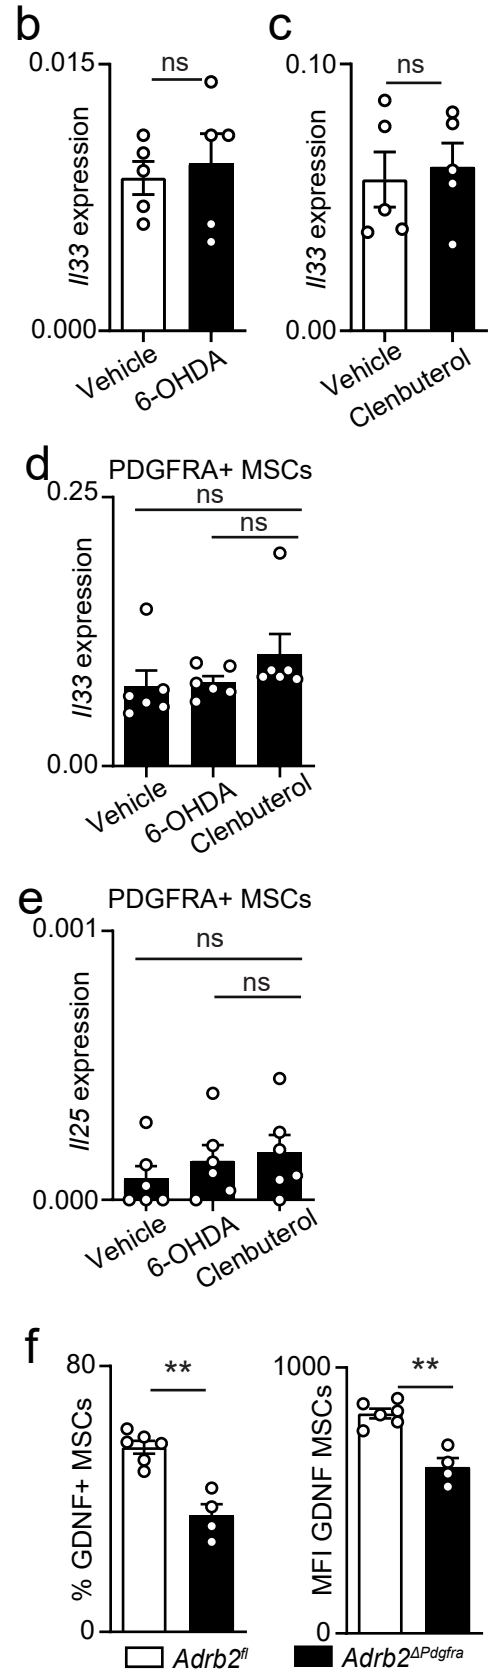 b
0.015
ns
Il33 expression
0.000
Vehicle
6-OHDA
c
0.10
ns
Il33 expression
0.00
Vehicle
Clenbuterol
d
PDGFRA+ MSCs
0.25
ns
ns
Il33 expression
0.00
Vehicle
6-OHDA
Clenbuterol
e
PDGFRA+ MSCs
0.001
ns
ns
Il25 expression
0.000
Vehicle
6-OHDA
Clenbuterol
f
80
**
% GDNF+ MSCs
0
1000
**
MFI GDNF MSCs
0
Adrb2fl
Adrb2ΔPdgfra